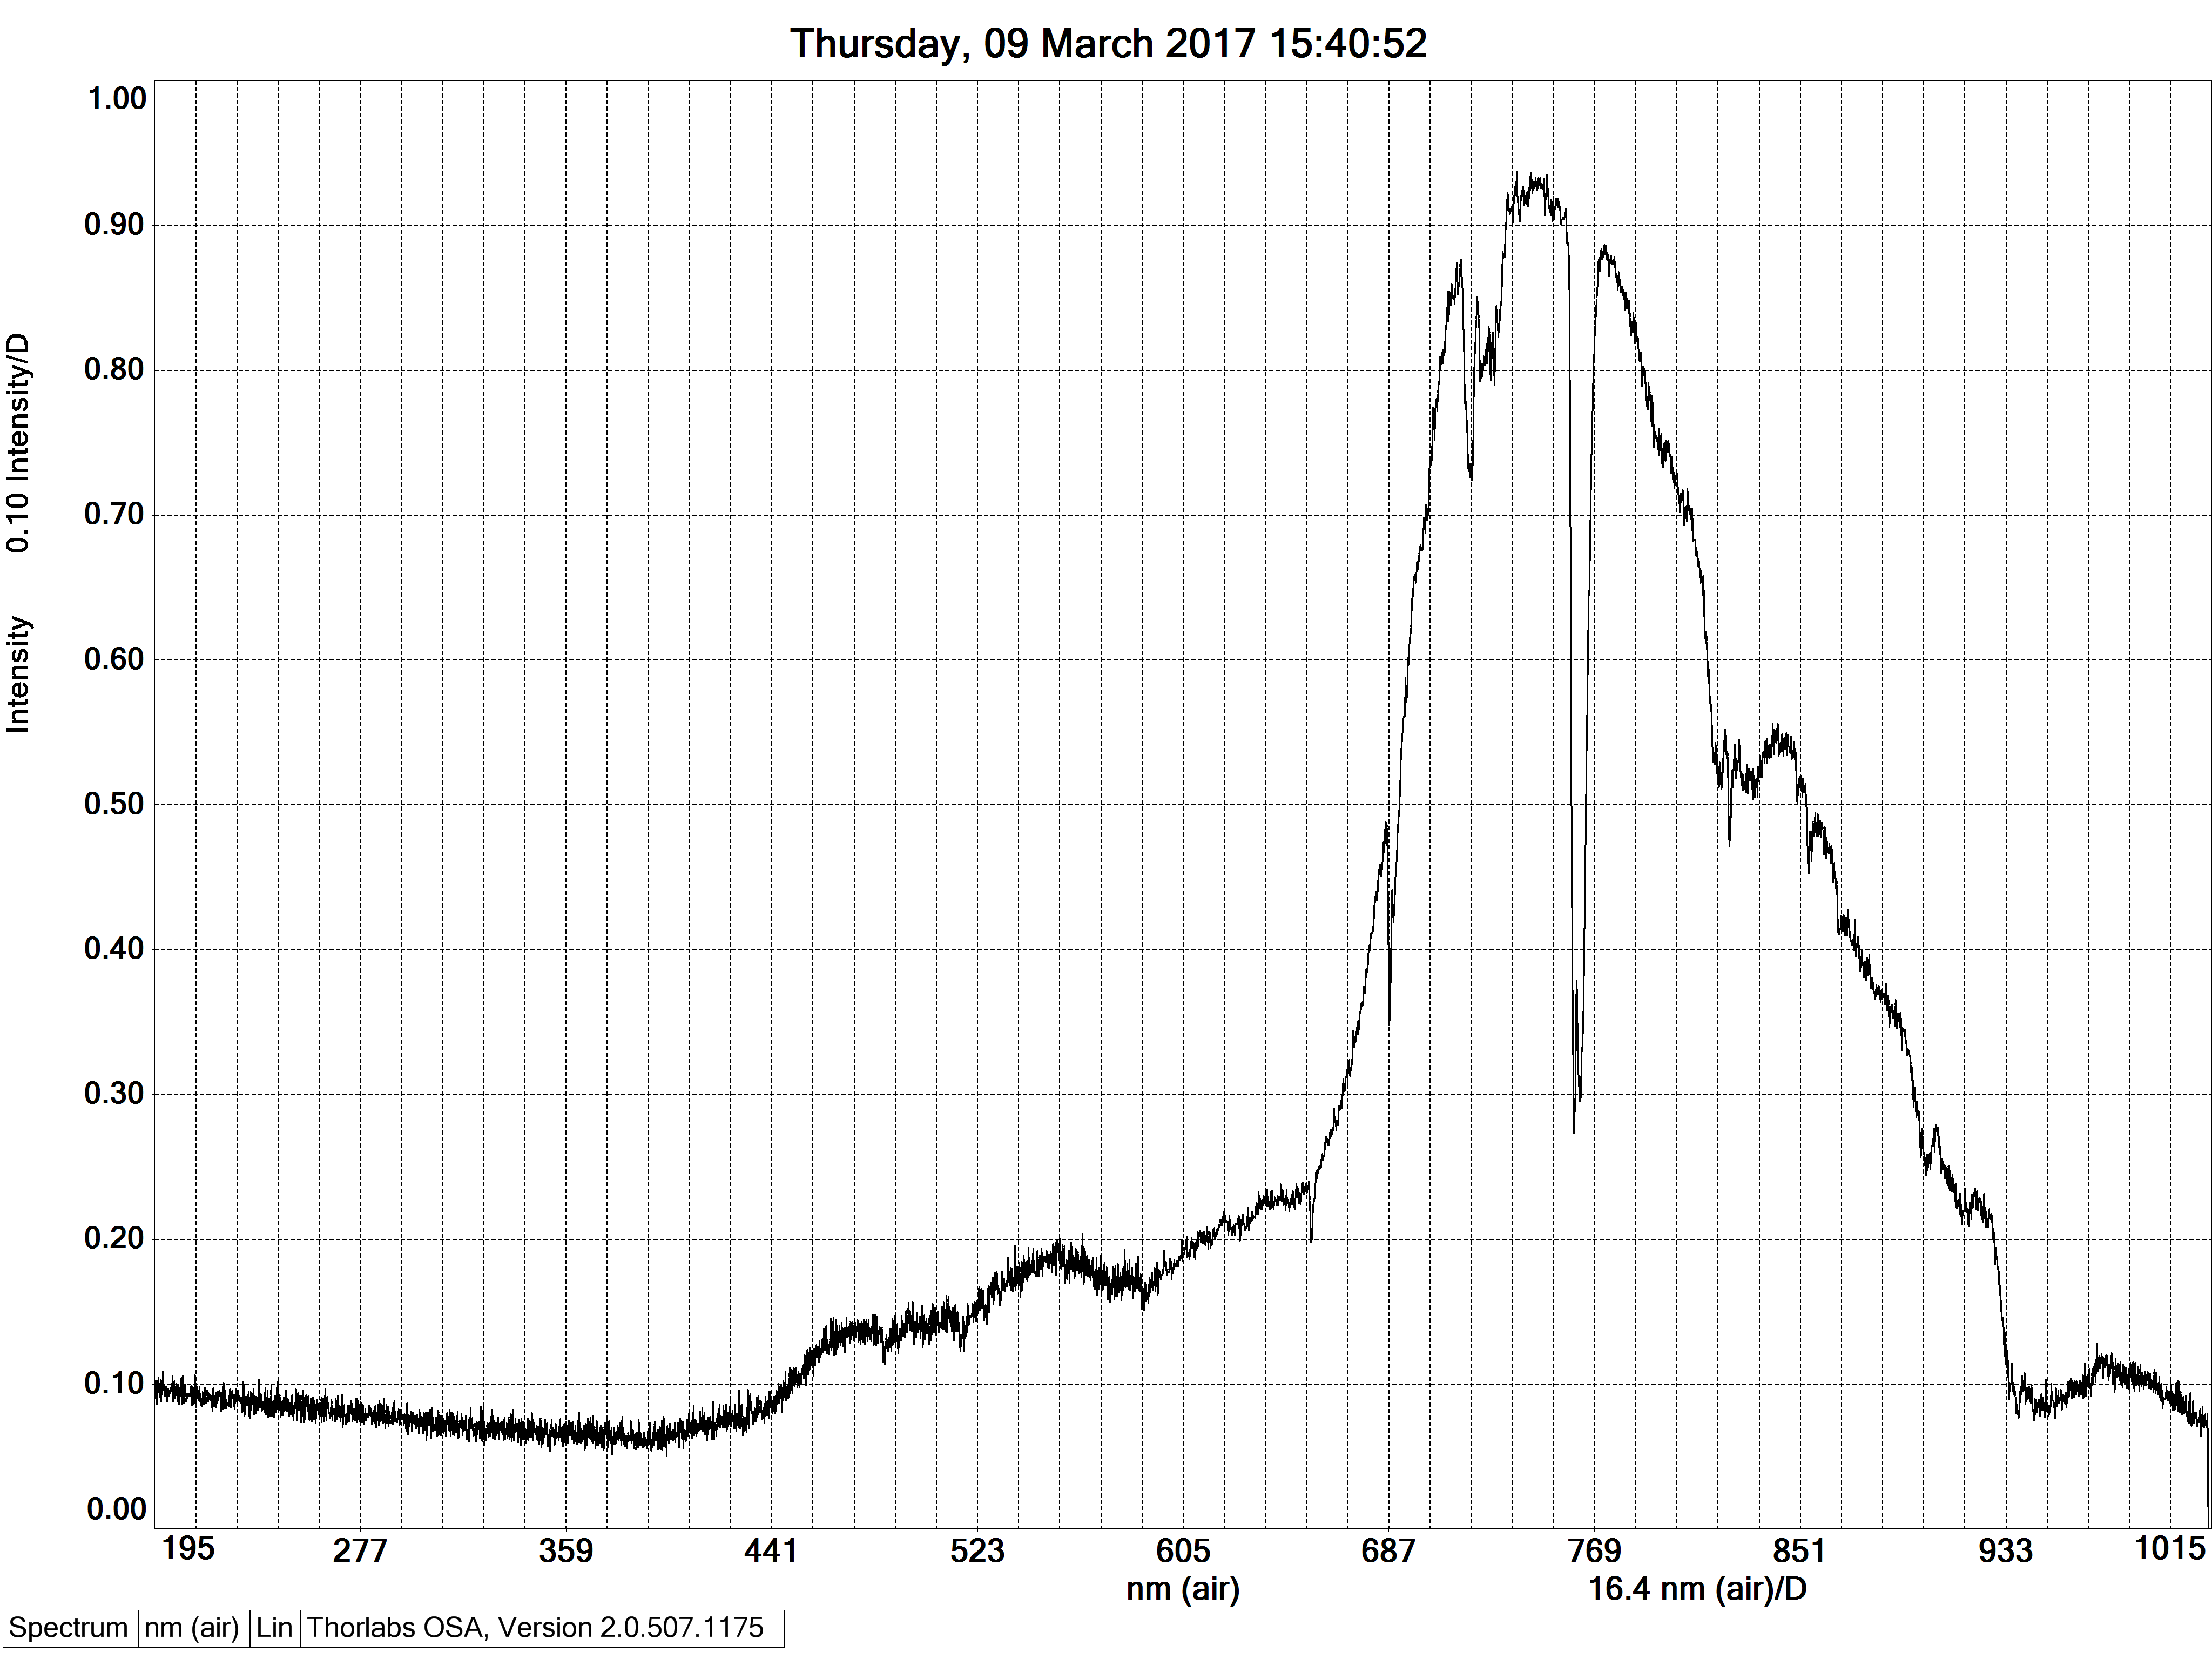 Thursday, 09 March 2017 15:40:52
1.00
0.90
0.80
0.70
0.60
0.50
0.40
0.30
0.20
0.10
0.00
Intensity 0.10 Intensity/D
195 277 359 441 523 605 687 769 851 933 1015
nm (air) 16.4 nm (air)/D
Spectrum nm (air) Lin Thorlabs OSA, Version 2.0.507.1175